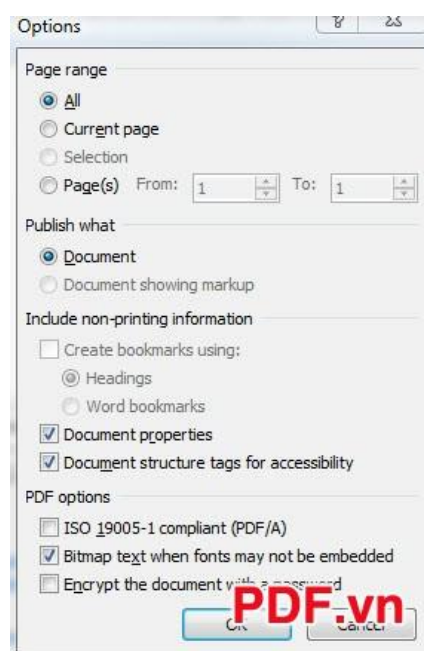 Options
Page range
All
Current page
Selection
Page(s) From: 1 To: 1
Publish what
Document
Document showing markup
Include non-printing information
Create bookmarks using:
Headings
Word bookmarks
Document properties
Document structure tags for accessibility
PDF options
ISO 19005-1 compliant (PDF/A)
Bitmap text when fonts may not be embedded
Encrypt the document with a password
PDF.vn
OK Cancel